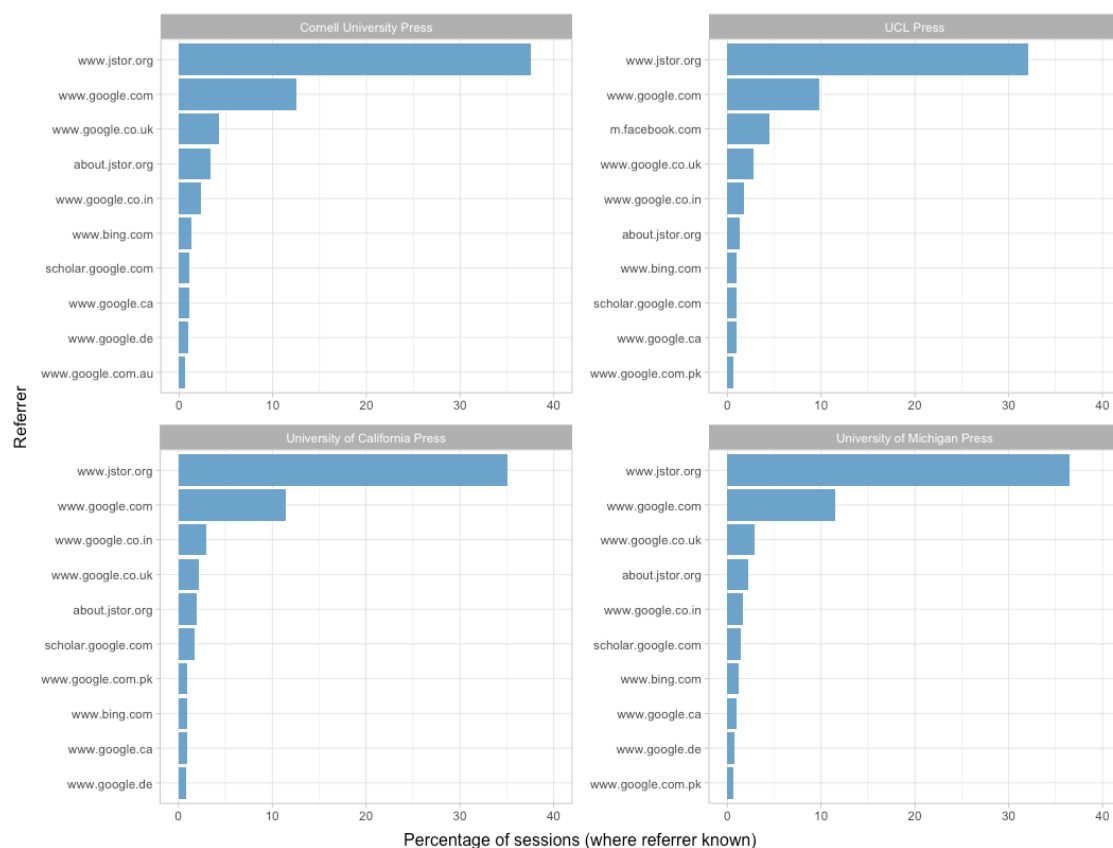 Cornell University Press
www.jstor.org
www.google.com
www.google.co.uk
about.jstor.org
www.google.co.in
www.bing.com
scholar.google.com
www.google.ca
www.google.de
www.google.com.au
0 10 20 30 40
UCL Press
www.jstor.org
www.google.com
m.facebook.com
www.google.co.uk
www.google.co.in
about.jstor.org
www.bing.com
scholar.google.com
www.google.ca
www.google.com.pk
0 10 20 30 40
Referrer
University of California Press
www.jstor.org
www.google.com
www.google.co.in
www.google.co.uk
about.jstor.org
scholar.google.com
www.google.com.pk
www.bing.com
www.google.ca
www.google.de
0 10 20 30 40
University of Michigan Press
www.jstor.org
www.google.com
www.google.co.uk
about.jstor.org
www.google.co.in
scholar.google.com
www.bing.com
www.google.ca
www.google.de
www.google.com.pk
0 10 20 30 40
Percentage of sessions (where referrer known)